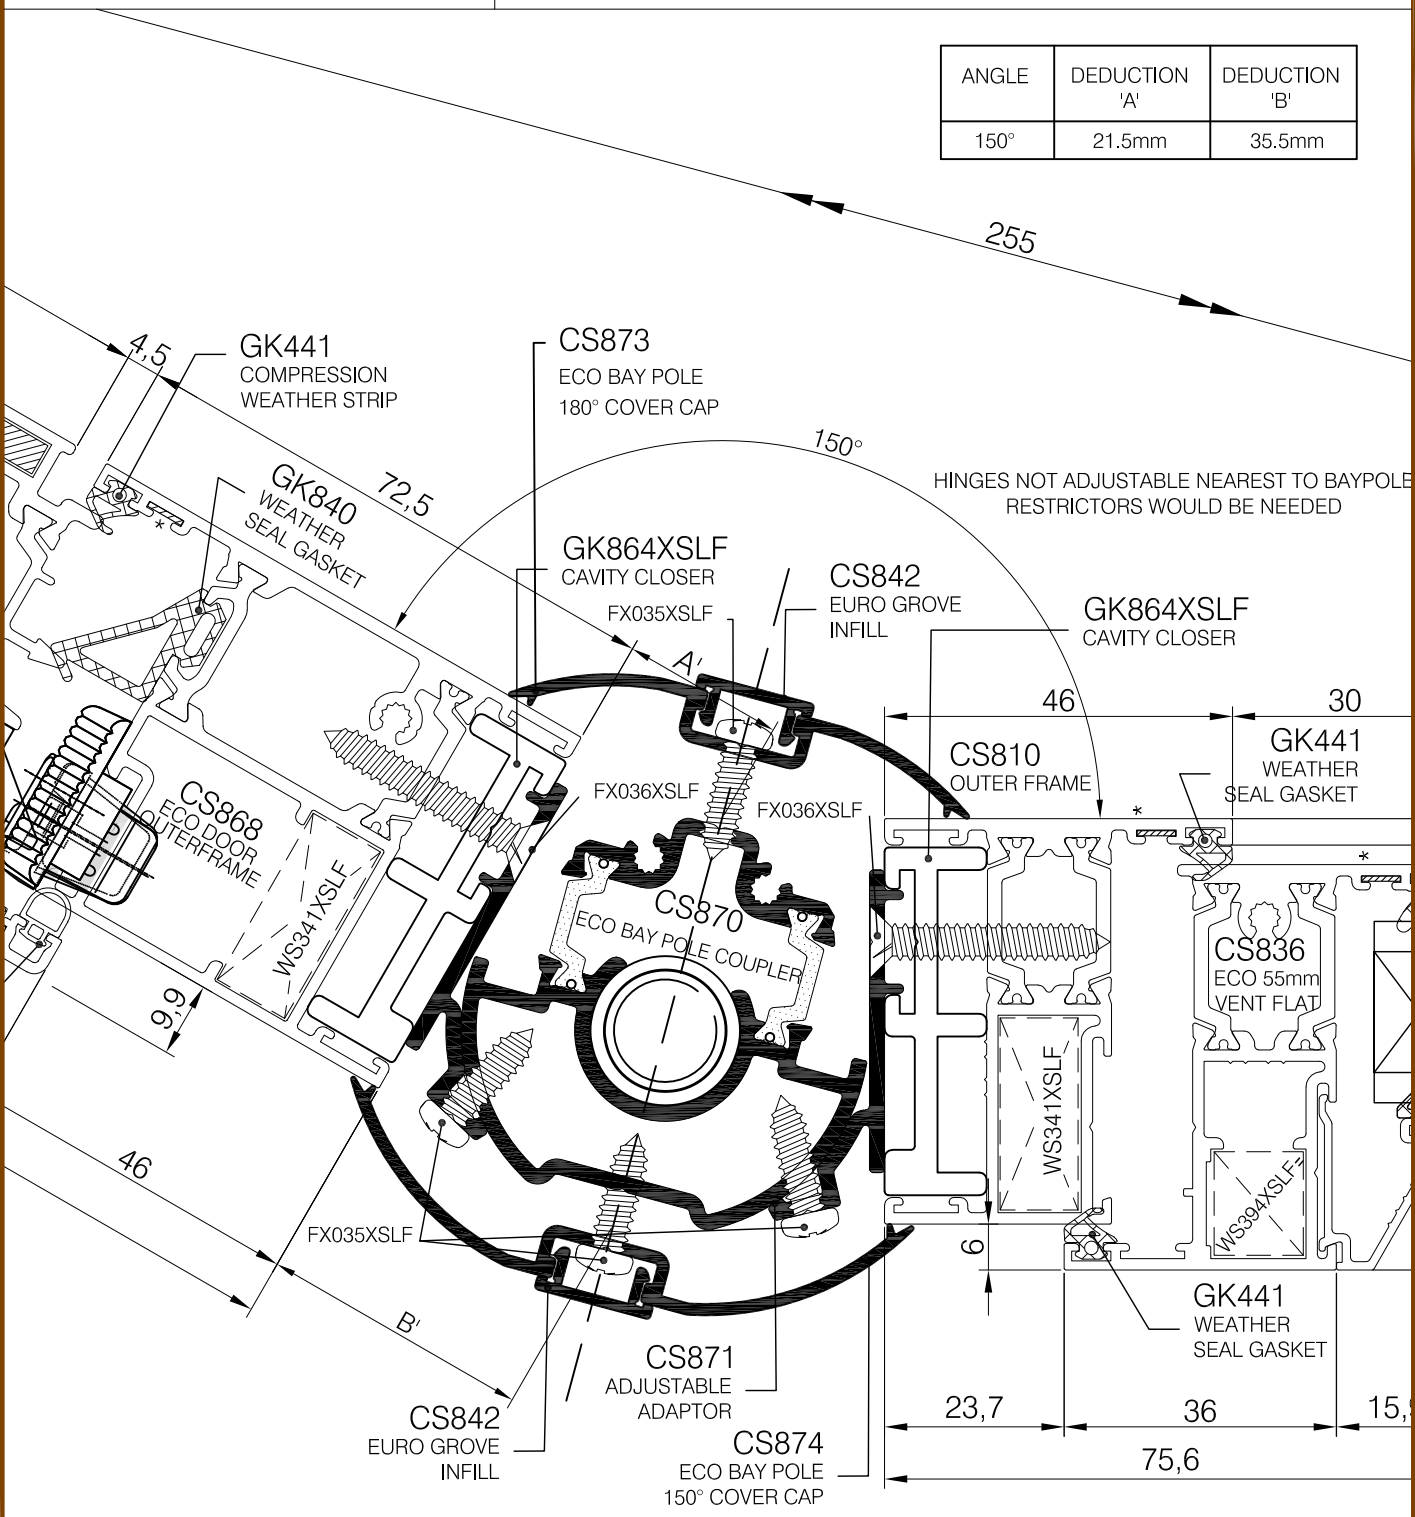 ANGLE
DEDUCTION
'A'
DEDUCTION
'B'
150°
21.5mm
35.5mm
255
4,5
GK441
COMPRESSION
WEATHER STRIP
CS873
ECO BAY POLE
180° COVER CAP
150°
72,5
HINGES NOT ADJUSTABLE NEAREST TO BAYPOLE
RESTRICTORS WOULD BE NEEDED
GK840
WEATHER
SEAL GASKET
*
GK864XSLF
CAVITY CLOSER
FX035XSLF
CS842
EURO GROVE
INFILL
GK864XSLF
CAVITY CLOSER
A'
46
30
CS810
OUTER FRAME
GK441
WEATHER
SEAL GASKET
*
*
FX036XSLF
FX036XSLF
CS868
ECO DOOR
OUTERFRAME
WS341XSLF
CS870
ECO BAY POLE COUPLER
CS836
ECO 55mm
VENT FLAT
9,9
WS341XSLF
WS394XSLF
46
FX035XSLF
6
B'
GK441
WEATHER
SEAL GASKET
CS871
ADJUSTABLE
ADAPTOR
CS842
EURO GROVE
INFILL
CS874
ECO BAY POLE
150° COVER CAP
23,7
36
75,6